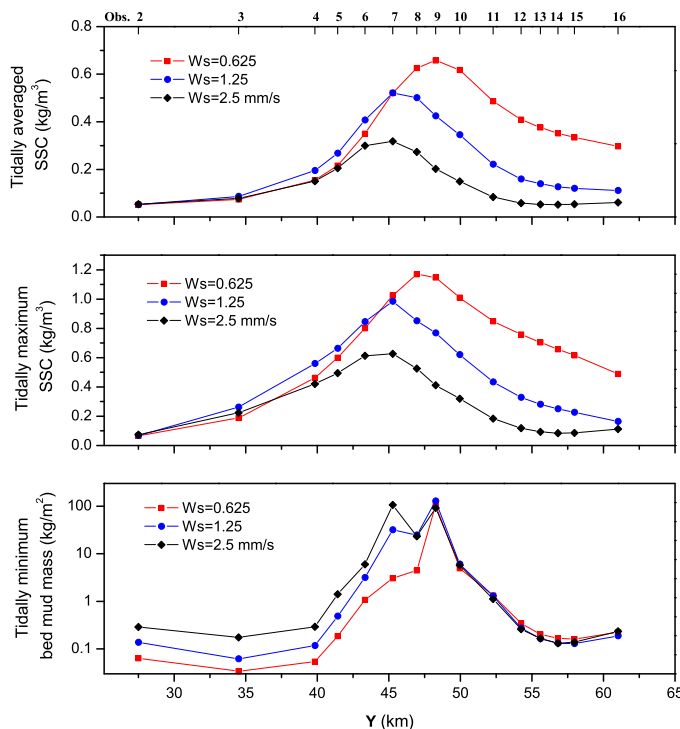 Obs. 2 3 4 5 6 7 8 9 10 11 12 13 14 15 16
0.8
0.6
0.4
0.2
0.0
Tidally averaged
SSC (kg/m³)
Ws=0.625
Ws=1.25
Ws=2.5 mm/s
1.2
1.0
0.8
0.6
0.4
0.2
0.0
Tidally maximum
SSC (kg/m³)
Ws=0.625
Ws=1.25
Ws=2.5 mm/s
100
10
1
0.1
Tidally minimum
bed mud mass (kg/m²)
Ws=0.625
Ws=1.25
Ws=2.5 mm/s
30 35 40 45 50 55 60 65
Y (km)